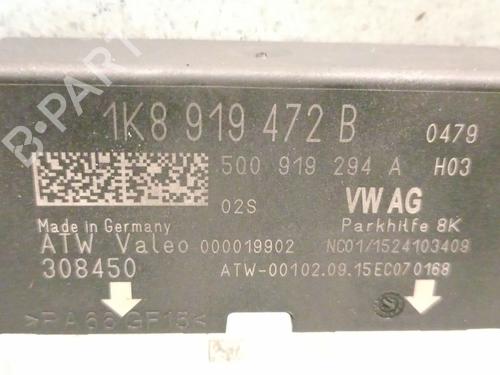 B-PARTS
1K8 919 472 B 0479
5Q0 919 294 A H03
02S VW AG
Made in Germany Parkhilfe 8K
ATW Valeo 000019902 NC01/1524103409
308450 ATW-00102.09.15EC070168
>PA66GF15<